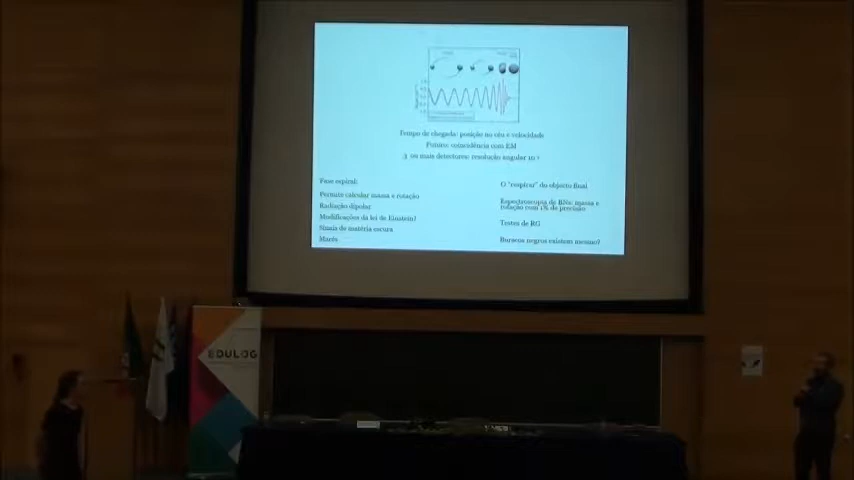 Tempo de chegada: posição no céu e velocidade
Fontes: coincidência com EM
3 ou mais detectores: resolução angular 10
Fase espiral:
Permite calcular massa e rotação
Radiação dipolar
Modificações da lei de Einstein?
Sinais de matéria escura
Marés
O "respirar" do objecto final
Espectroscopia de BHs: massa e
rotação com 1% de precisão
Testes de RG
Buracos negros existem mesmo?
EDULOG